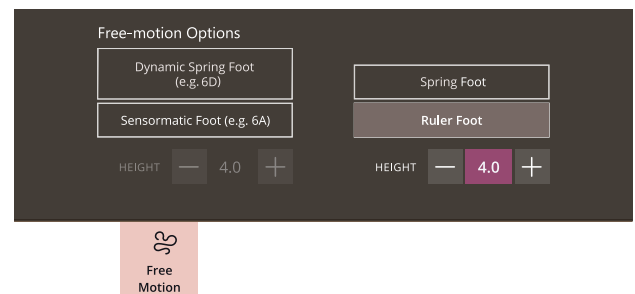 Free-motion Options
Dynamic Spring Foot
(e.g. 6D)
Sensormatic Foot (e.g. 6A)
HEIGHT — 4.0 +
Spring Foot
Ruler Foot
HEIGHT — 4.0 +
Free
Motion